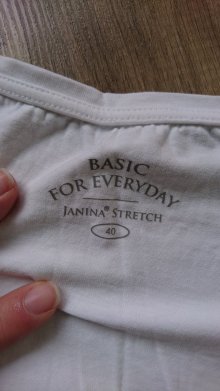 BASIC
FOR EVERYDAY
JANINA® STRETCH
40